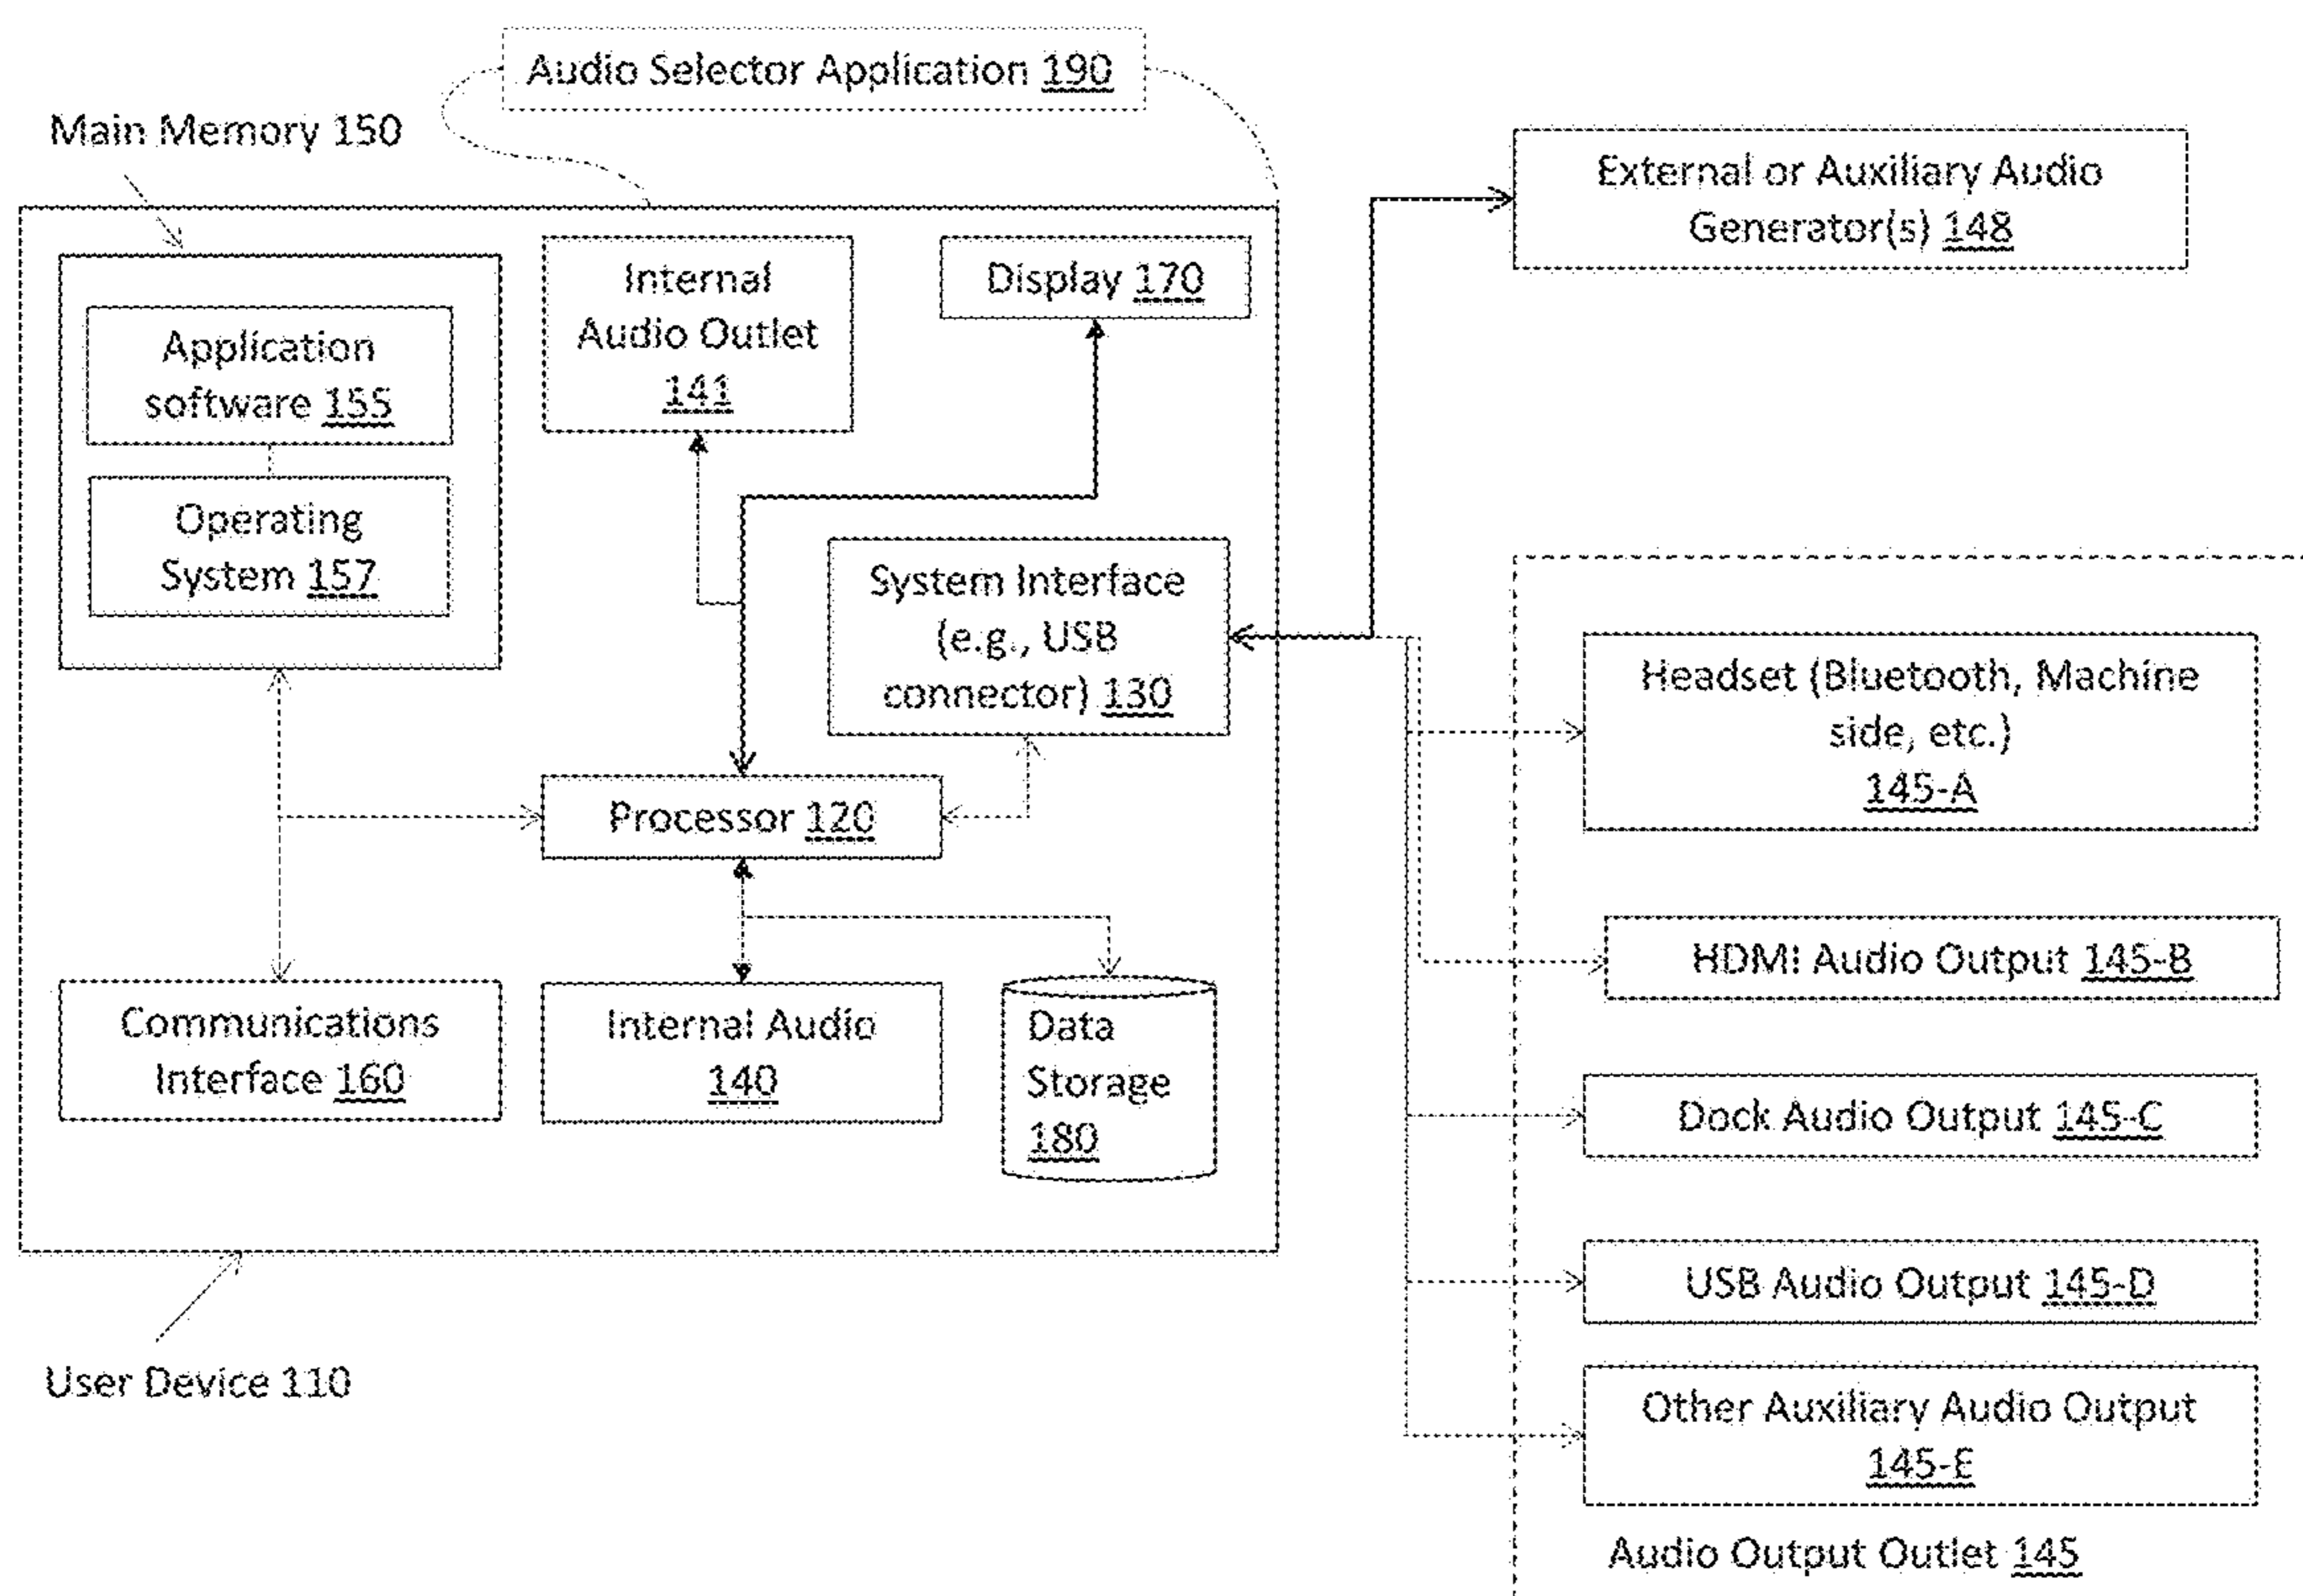 Audio Selector Application 190
Main Memory 150
External or Auxiliary Audio
Generator(s) 148
Internal
Audio Outlet
141
Display 170
Application
software 155
Operating
System 157
System Interface
(e.g., USB
connector) 130
Headset (Bluetooth, Machine
side, etc.)
145-A
Processor 120
HDMI Audio Output 145-B
Communications
Interface 160
Internal Audio
140
Data
Storage
180
Dock Audio Output 145-C
USB Audio Output 145-D
User Device 110
Other Auxiliary Audio Output
145-E
Audio Output Outlet 145